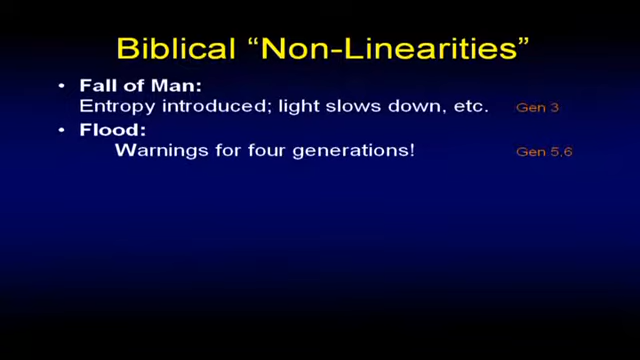 Biblical “Non-Linearities”
• Fall of Man:
Entropy introduced; light slows down, etc. Gen 3
• Flood:
Warnings for four generations! Gen 5,6